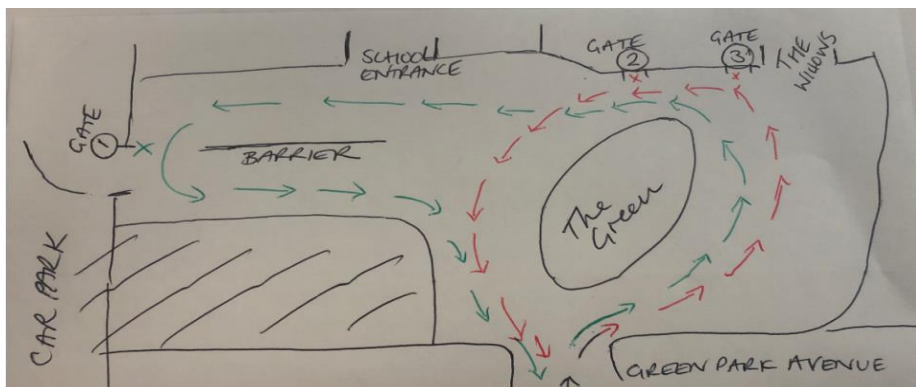 SCHOOL
ENTRANCE
GATE
2
GATE
3
THE
WILLOWS
GATE
1
BARRIER
The
Green
CAR PARK
GREEN PARK AVENUE